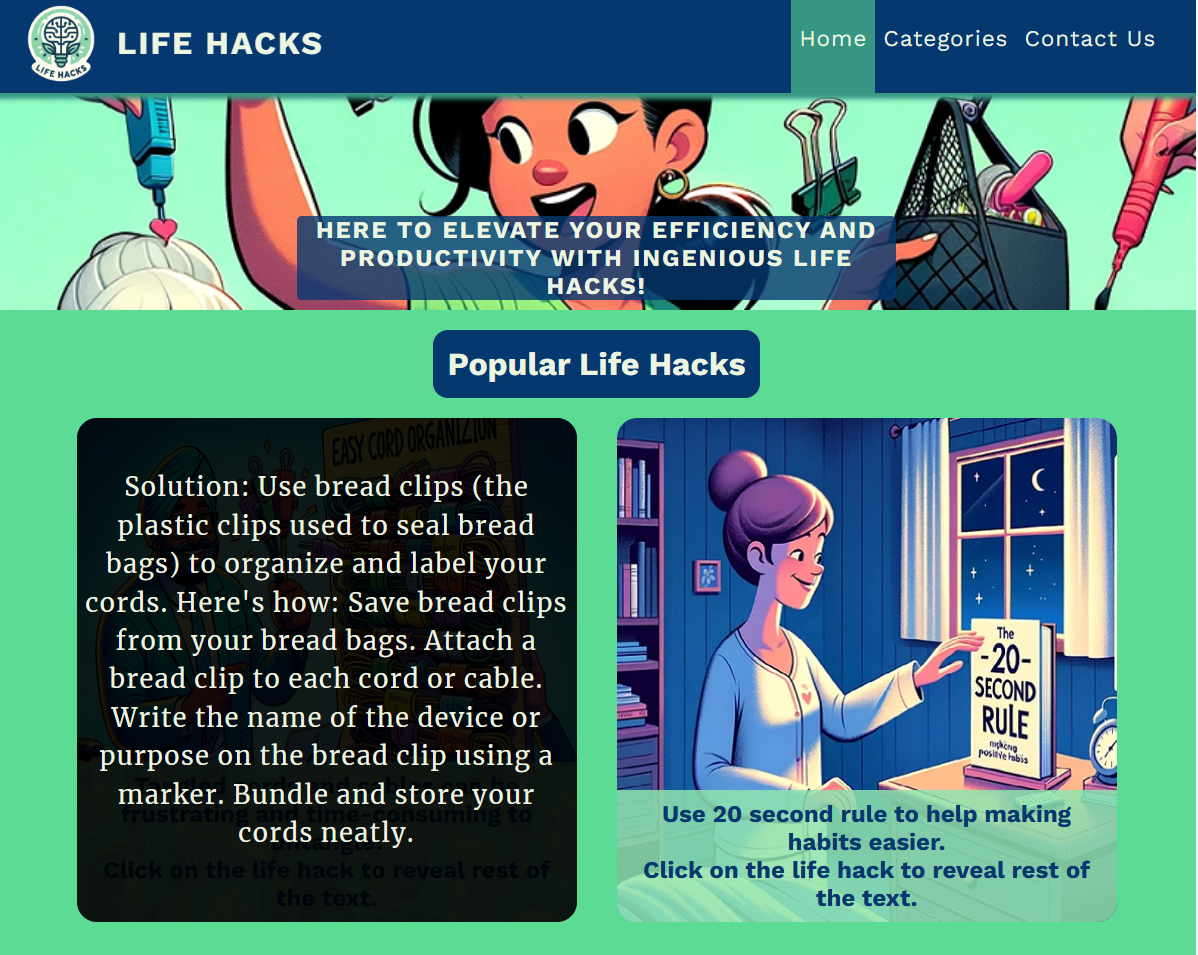 LIFE HACKS
LIFE HACKS
Home Categories Contact Us
HERE TO ELEVATE YOUR EFFICIENCY AND
PRODUCTIVITY WITH INGENIOUS LIFE
HACKS!
Popular Life Hacks
EASY CORD ORGANIZION
Solution: Use bread clips (the
plastic clips used to seal bread
bags) to organize and label your
cords. Here's how: Save bread clips
from your bread bags. Attach a
bread clip to each cord or cable.
Write the name of the device or
purpose on the bread clip using a
marker. Bundle and store your
cords neatly.
Tangled cords and cables can be
frustrating and time-consuming to
untangle.
Click on the life hack to reveal rest of
the text.
The
-20-
SECOND
RULE
making
positive habis
Use 20 second rule to help making
habits easier.
Click on the life hack to reveal rest of
the text.